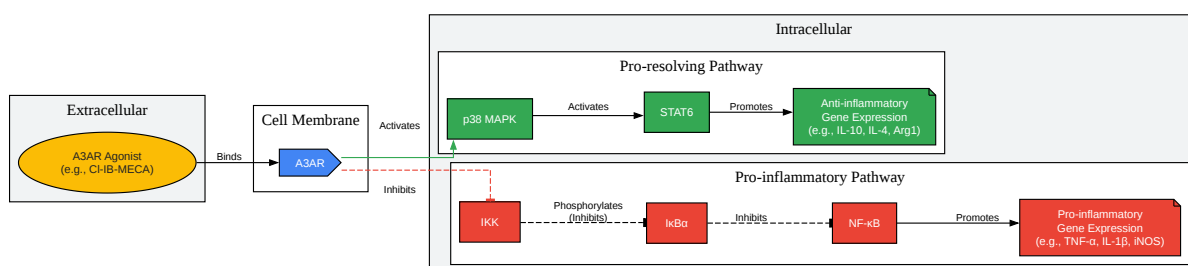 Intracellular
Pro-resolving Pathway
Extracellular
Cell Membrane
A3AR Agonist
(e.g., Cl-IB-MECA)
Binds
A3AR
Activates
Inhibits
p38 MAPK
Activates
STAT6
Promotes
Anti-inflammatory
Gene Expression
(e.g., IL-10, IL-4, Arg1)
Pro-inflammatory Pathway
IKK
Phosphorylates
(Inhibits)
IκBα
Inhibits
NF-κB
Promotes
Pro-inflammatory
Gene Expression
(e.g., TNF-α, IL-1β, iNOS)